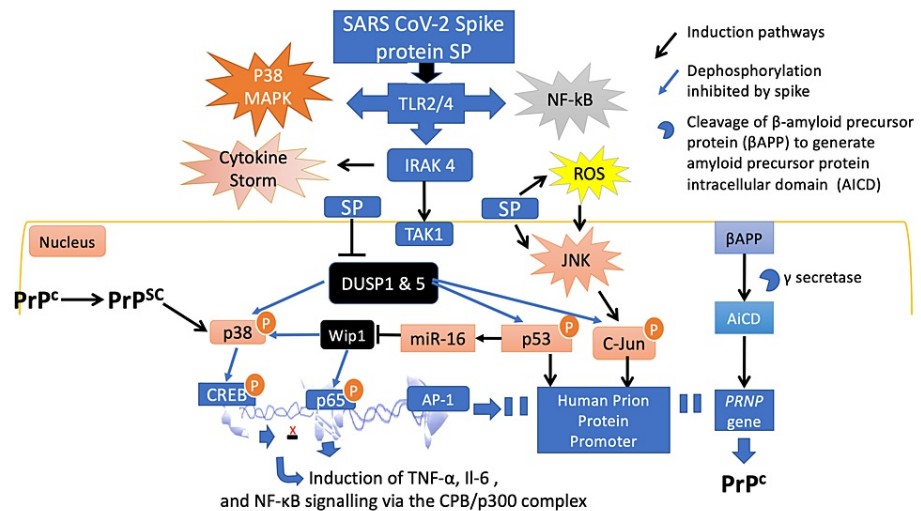 SARS CoV-2 Spike
protein SP
P38
MAPK
TLR2/4
NF-kB
Induction pathways
Dephosphorylation
inhibited by spike
Cleavage of β-amyloid precursor
protein (βAPP) to generate
amyloid precursor protein
intracellular domain (AICD)
Cytokine
Storm
IRAK 4
ROS
SP
SP
TAK1
Nucleus
JNK
βAPP
γ secretase
DUSP1 & 5
PrPᶜ
PrPˢᶜ
AiCD
p38
P
Wip1
miR-16
p53
P
C-Jun
P
CREB
P
p65
P
AP-1
Human Prion
Protein
Promoter
PRNP
gene
X
Induction of TNF-α, Il-6 ,
and NF-κB signalling via the CPB/p300 complex
PrPᶜ